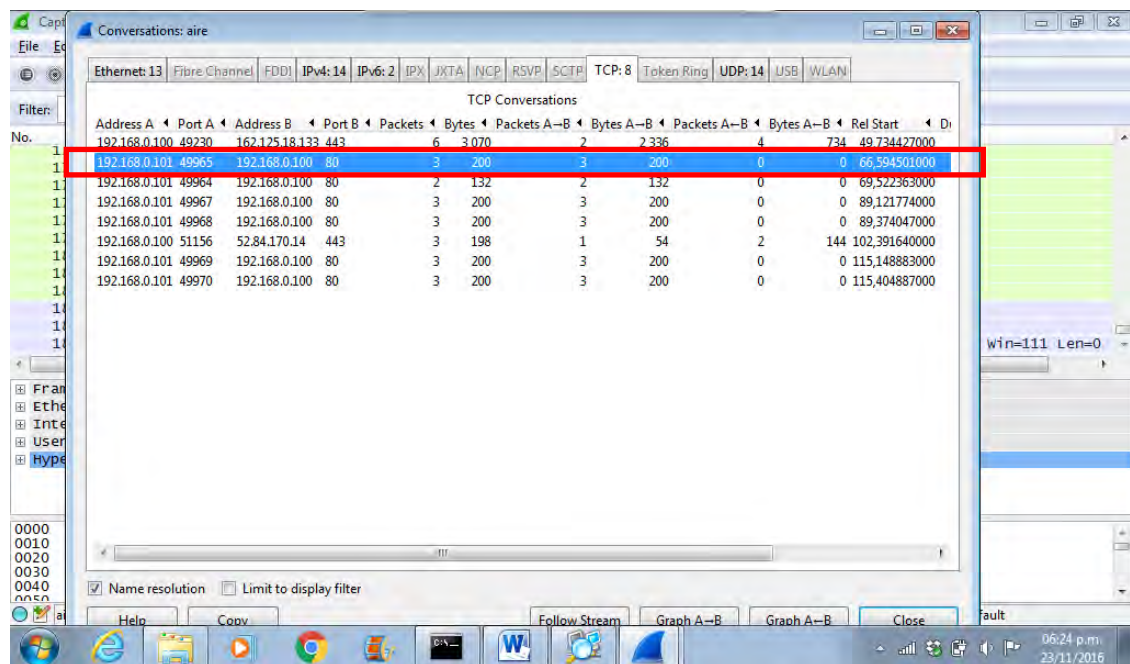 Capt
Conversations: aire
File Ed
Ethernet: 13 Fibre Channel FDDI IPv4: 14 IPv6: 2 IPX JXTA NCP RSVP SCTP TCP: 8 Token Ring UDP: 14 USB WLAN
Filter:
TCP Conversations
No.
Address A Port A Address B Port B Packets Bytes Packets A→B Bytes A→B Packets A←B Bytes A←B Rel Start
192.168.0.100 49230 162.125.18.133 443 6 3 070 2 2 336 4 734 49,734427000
192.168.0.101 49965 192.168.0.100 80 3 200 3 200 0 0 66,594501000
192.168.0.101 49964 192.168.0.100 80 2 132 2 132 0 0 69,522363000
192.168.0.101 49967 192.168.0.100 80 3 200 3 200 0 0 89,121774000
192.168.0.101 49968 192.168.0.100 80 3 200 3 200 0 0 89,374047000
192.168.0.100 51156 52.84.170.14 443 3 198 1 54 2 144 102,391640000
192.168.0.101 49969 192.168.0.100 80 3 200 3 200 0 0 115,148883000
192.168.0.101 49970 192.168.0.100 80 3 200 3 200 0 0 115,404887000
Win=111 Len=0
Fram
Ethe
Inte
User
Hype
0000
0010
0020
0030
0040
0050
Name resolution Limit to display filter
Help Copy Follow Stream Graph A→B Graph A←B Close
ai
fault
06:24 p.m.
23/11/2016